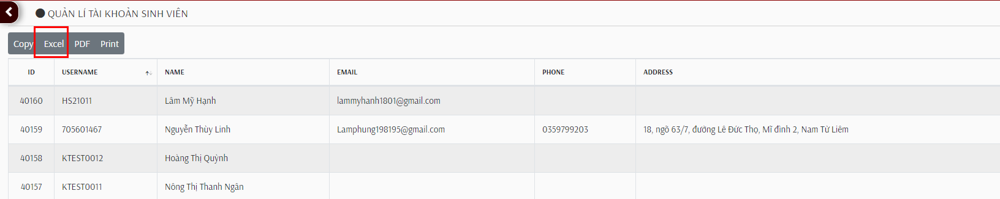 QUẢN LÍ TÀI KHOẢN SINH VIÊN
Copy Excel PDF Print
ID USERNAME NAME EMAIL PHONE ADDRESS
40160 HS21011 Lâm Mỹ Hạnh lammyhanh1801@gmail.com
40159 705601467 Nguyễn Thùy Linh Lamphung198195@gmail.com 0359799203 18, ngõ 63/7, đường Lê Đức Thọ, Mĩ đình 2, Nam Từ Liêm
40158 KTEST0012 Hoàng Thị Quỳnh
40157 KTEST0011 Nông Thị Thanh Ngân